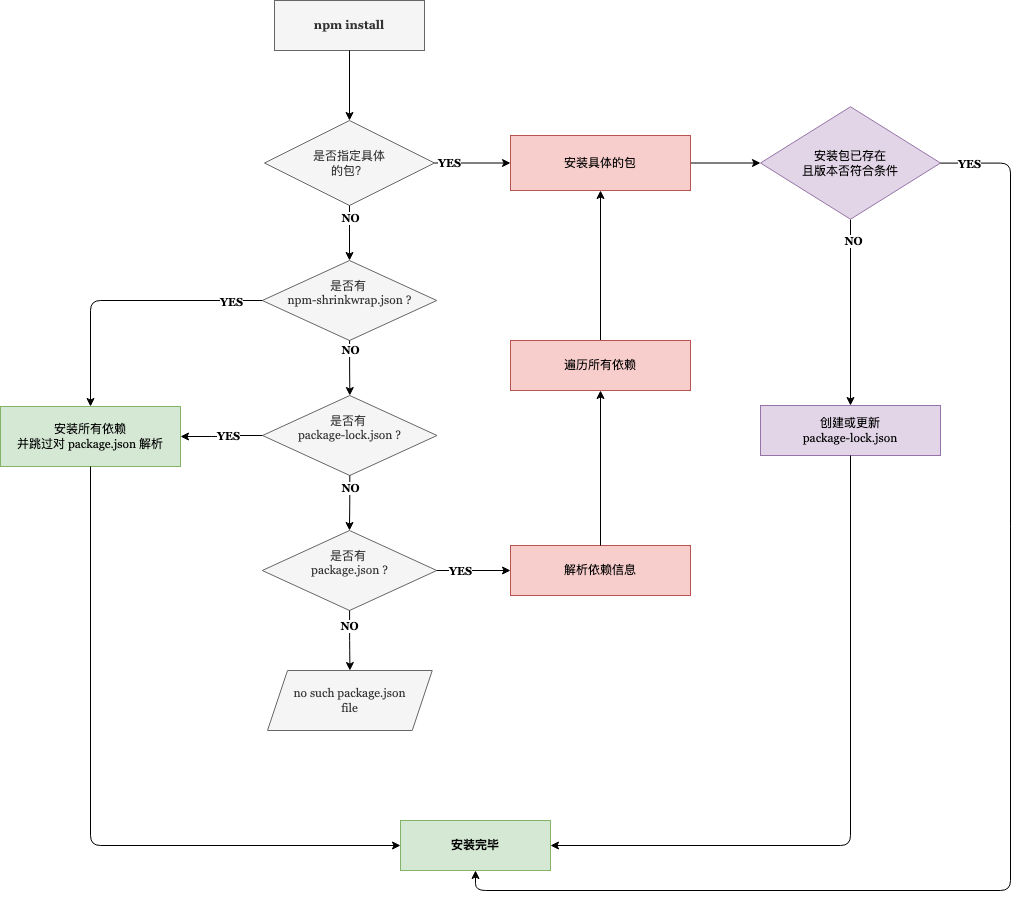 npm install
是否指定具体
的包?
YES
安装具体的包
安装包已存在
且版本否符合条件
YES
NO
NO
是否有
npm-shrinkwrap.json ?
YES
NO
遍历所有依赖
安装所有依赖
并跳过对 package.json 解析
YES
是否有
package-lock.json ?
创建或更新
package-lock.json
NO
是否有
package.json ?
YES
解析依赖信息
NO
no such package.json
file
安装完毕